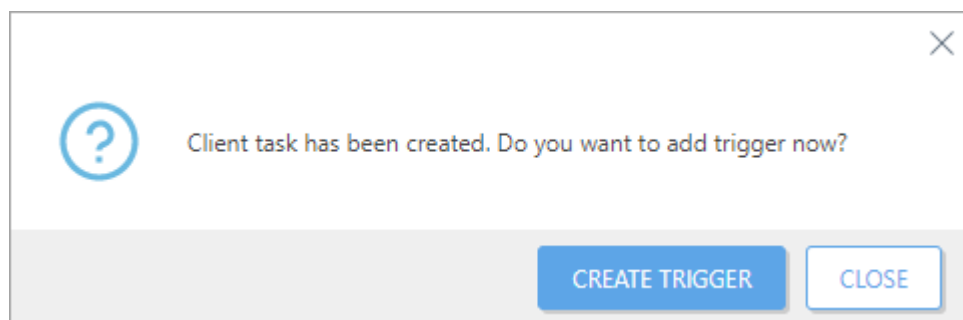 Client task has been created. Do you want to add trigger now?
CREATE TRIGGER
CLOSE